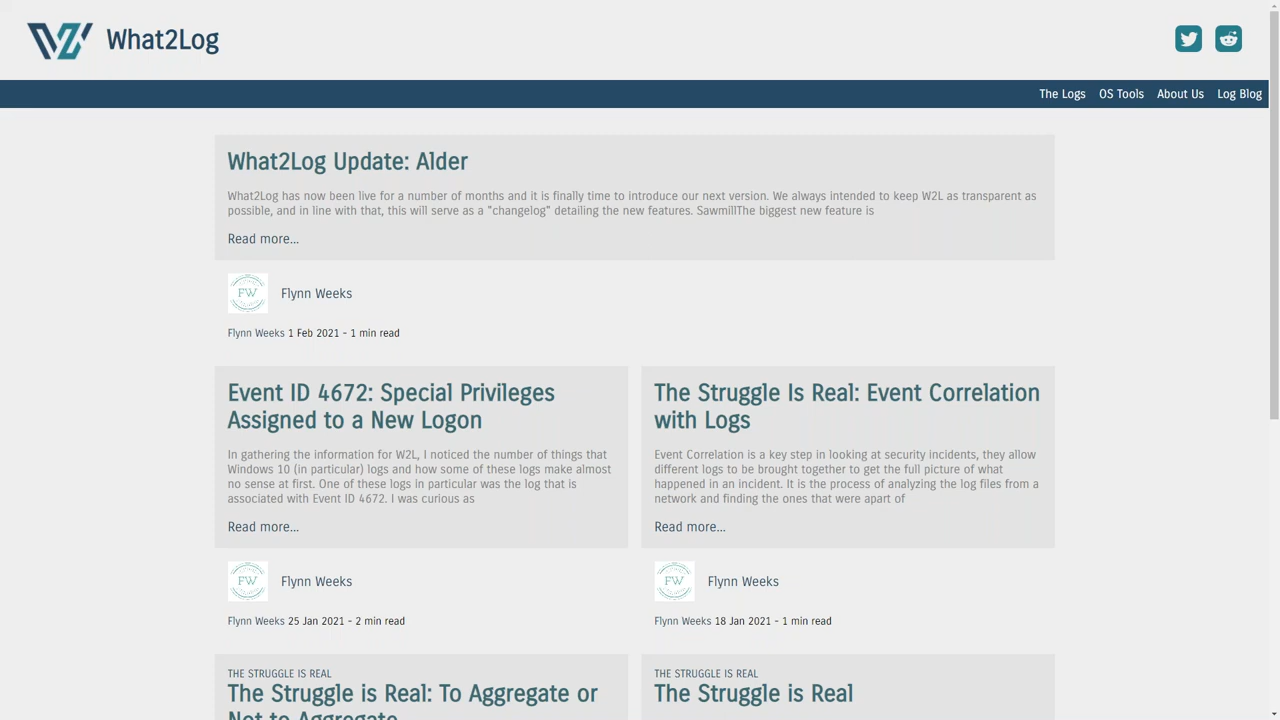 What2Log
The Logs OS Tools About Us Log Blog
What2Log Update: Alder
What2Log has now been live for a number of months and it is finally time to introduce our next version. We always intended to keep W2L as transparent as
possible, and in line with that, this will serve as a "changelog" detailing the new features. SawmillThe biggest new feature is
Read more...
FW
Flynn Weeks
Flynn Weeks 1 Feb 2021 - 1 min read
Event ID 4672: Special Privileges
Assigned to a New Logon
In gathering the information for W2L, I noticed the number of things that
Windows 10 (in particular) logs and how some of these logs make almost
no sense at first. One of these logs in particular was the log that is
associated with Event ID 4672. I was curious as
Read more...
FW
Flynn Weeks
Flynn Weeks 25 Jan 2021 - 2 min read
The Struggle Is Real: Event Correlation
with Logs
Event Correlation is a key step in looking at security incidents, they allow
different logs to be brought together to get the full picture of what
happened in an incident. It is the process of analyzing the log files from a
network and finding the ones that were apart of
Read more...
FW
Flynn Weeks
Flynn Weeks 18 Jan 2021 - 1 min read
THE STRUGGLE IS REAL
The Struggle is Real: To Aggregate or
Not to Aggregate
THE STRUGGLE IS REAL
The Struggle is Real